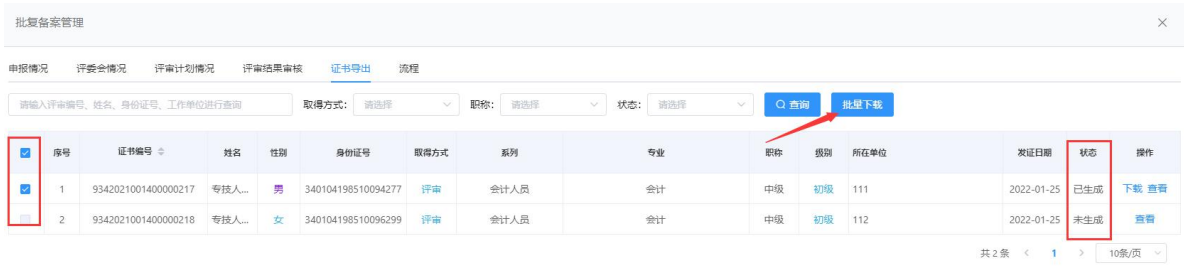 批复备案管理
申报情况 评委会情况 评审计划情况 评审结果审核 证书导出 流程
请输入评审编号、姓名、身份证号、工作单位进行查询 取得方式: 请选择 职称: 请选择 状态: 请选择 查询 批量下载
序号 证书编号 姓名 性别 身份证号 取得方式 系列 专业 职称 级别 所在单位 发证日期 状态 操作
1 9342021001400000217 专技人... 男 340104198510094277 评审 会计人员 会计 中级 初级 111 2022-01-25 已生成 下载 查看
2 9342021001400000218 专技人... 女 340104198510096299 评审 会计人员 会计 中级 初级 112 2022-01-25 未生成 查看
共 2 条 1 10条/页